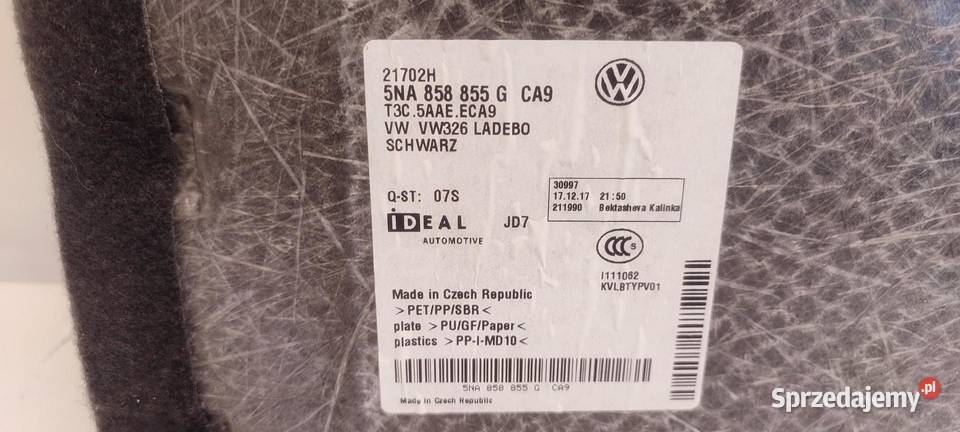 21702H
5NA 858 855 G CA9
T3C.5AAE.ECA9
VW VW326 LADEBO
SCHWARZ
Q-ST: 07S
30997
17.12.17 21:50
211990 Bektasheva Kalinka
iDEAL JD7
AUTOMOTIVE
CCC S
I111062
KVLBTYPV01
Made in Czech Republic
>PET/PP/SBR<
plate >PU/GF/Paper<
plastics >PP-I-MD10<
5NA 858 855 G CA9
Made in Czech Republic
Sprzedajemy .pl